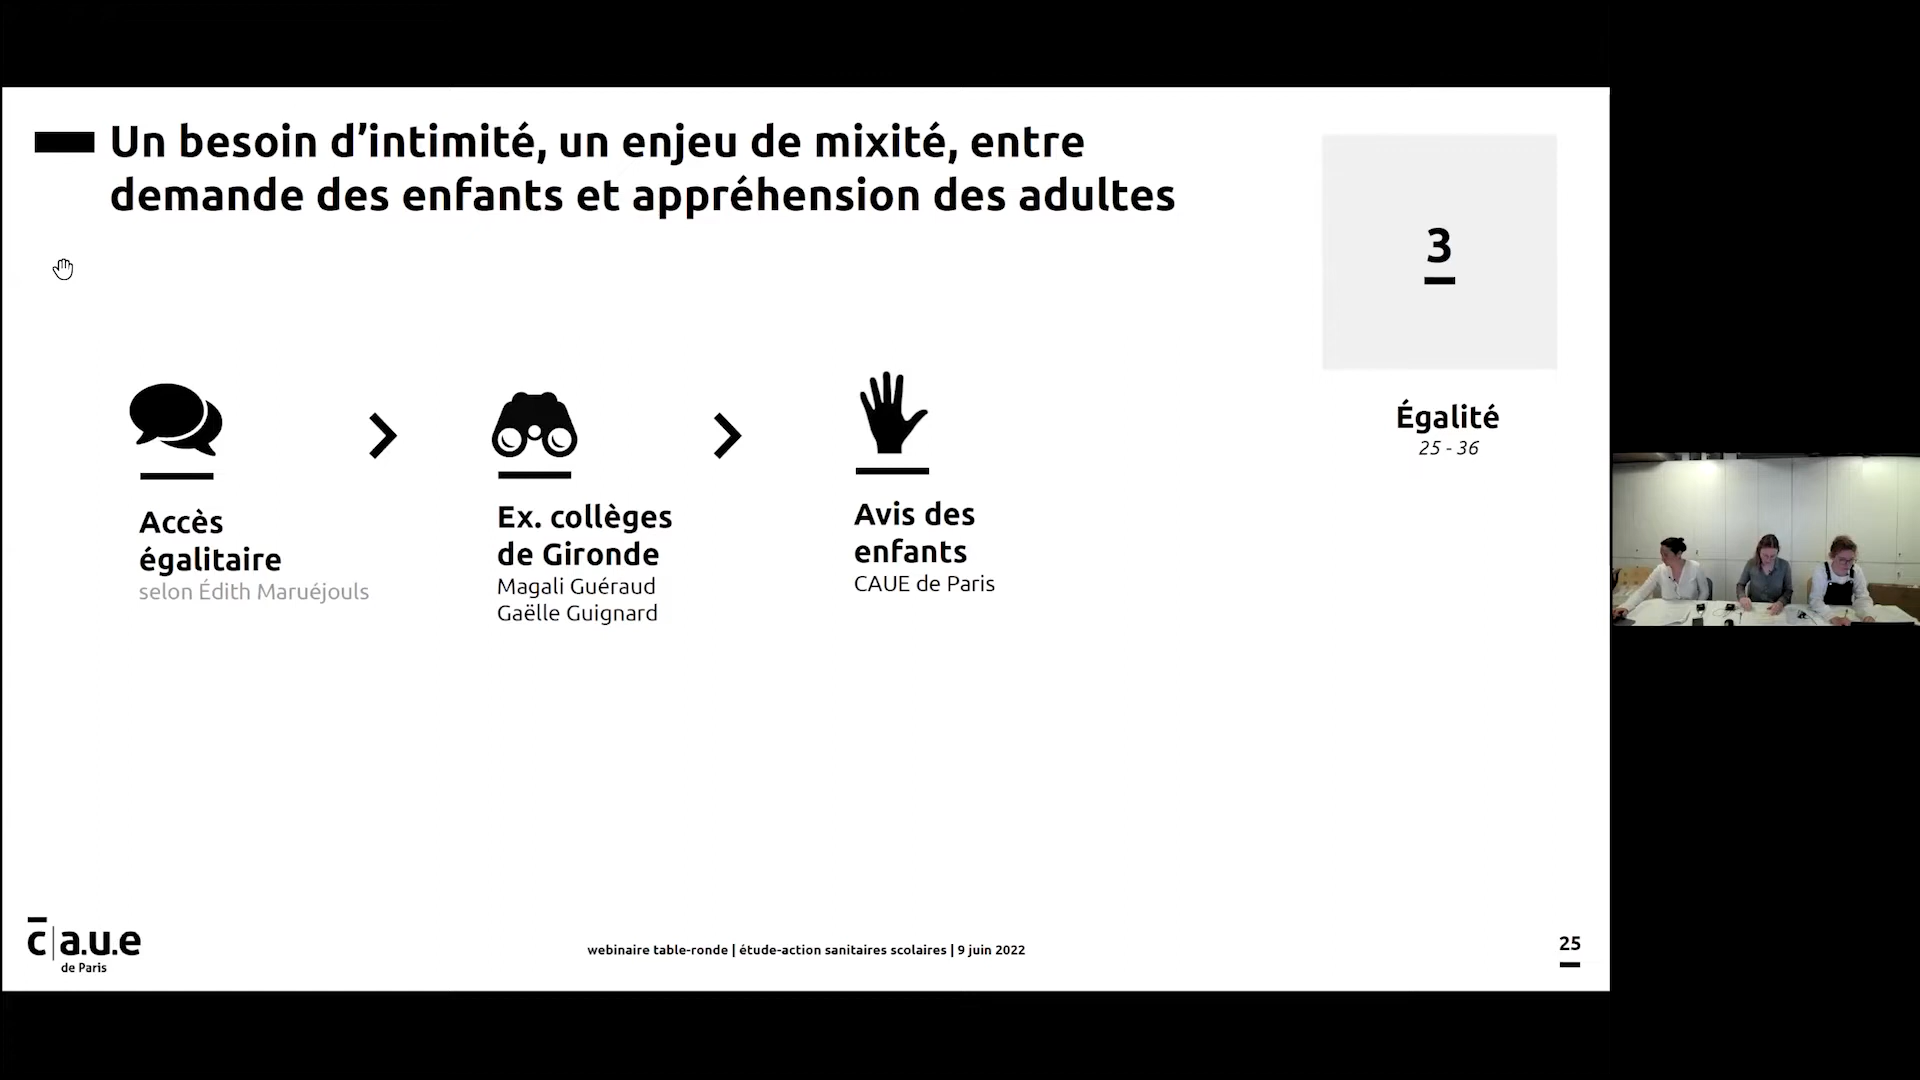 Un besoin d’intimité, un enjeu de mixité, entre
demande des enfants et appréhension des adultes
3
Égalité
25 - 36
Accès
égalitaire
selon Édith Maruéjouls
Ex. collèges
de Gironde
Magali Guéraud
Gaëlle Guignard
Avis des
enfants
CAUE de Paris
c|a.u.e
de Paris
webinaire table-ronde | étude-action sanitaires scolaires | 9 juin 2022
25